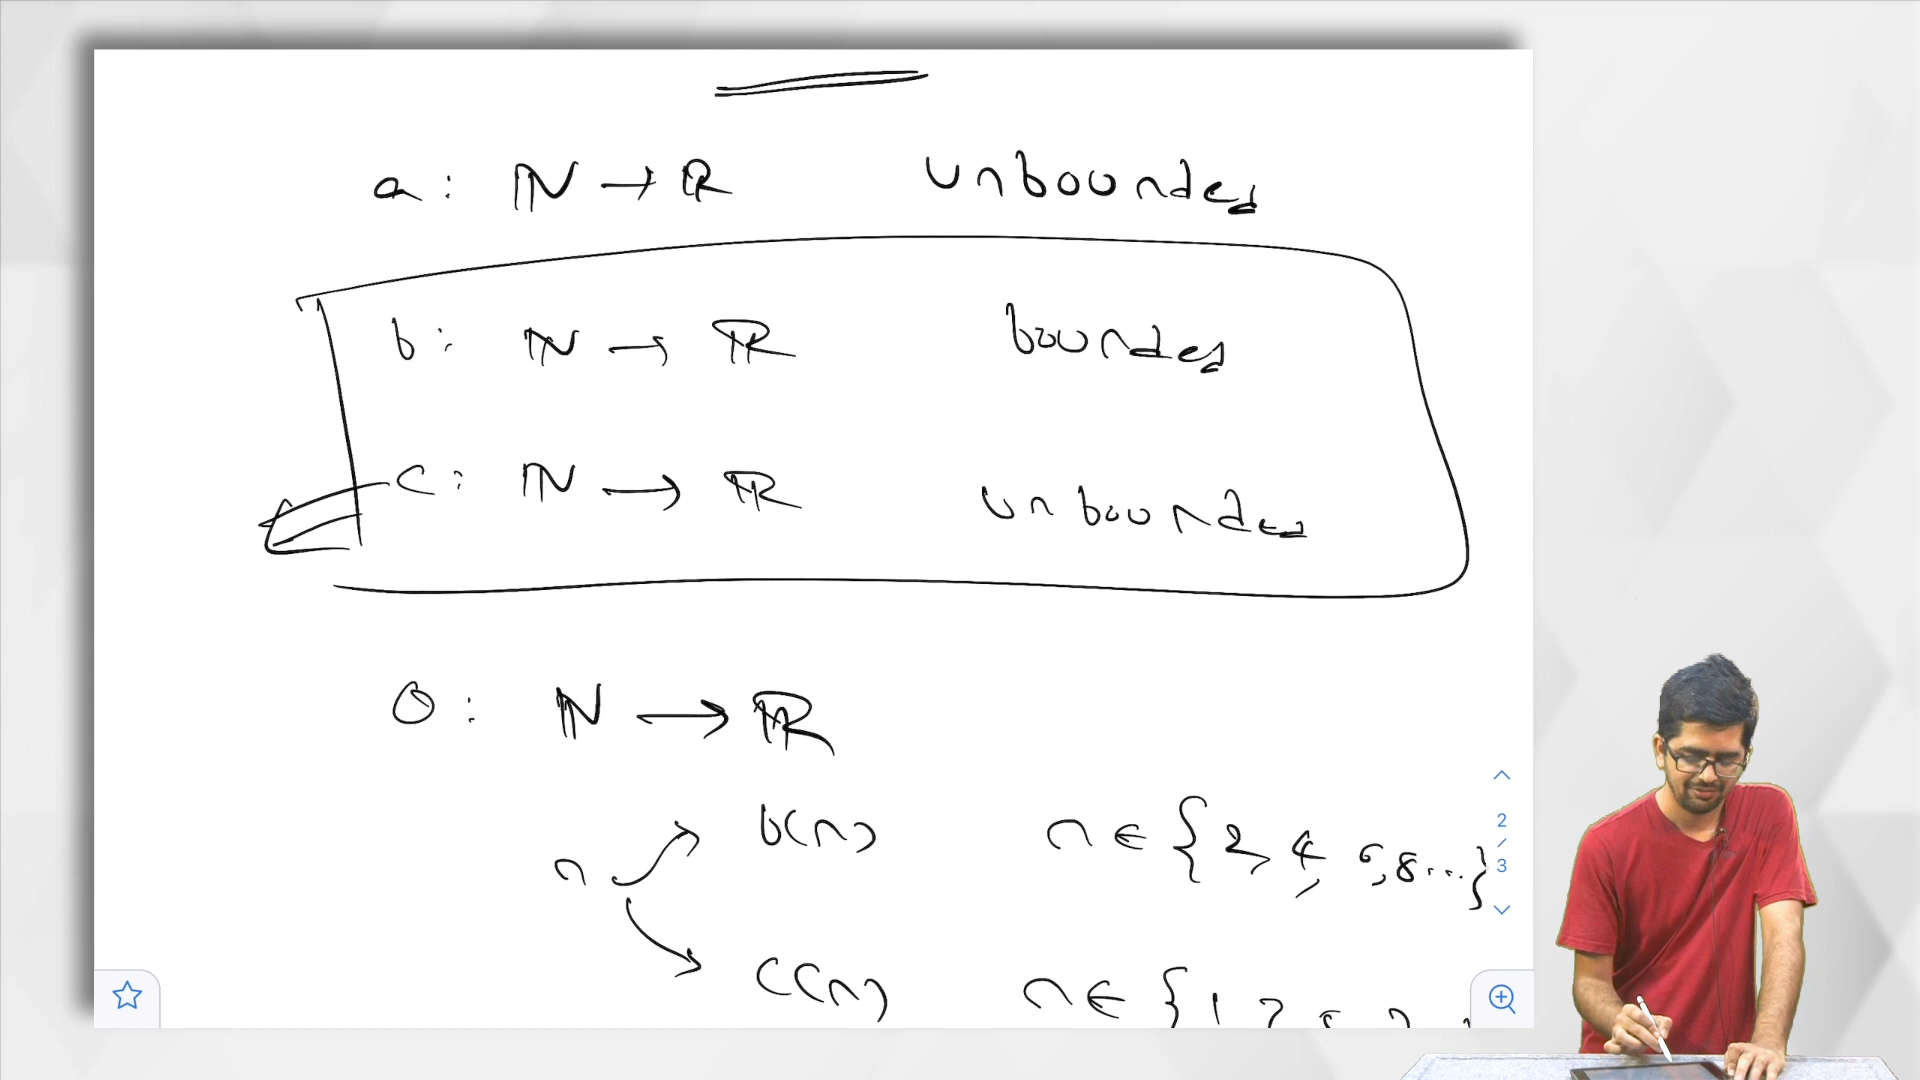 a : ℕ → ℝ unbounded
b : ℕ → ℝ bounded
c : ℕ → ℝ unbounded
O : ℕ → ℝ
n b(n) n ∈ {2, 4, 6, 8 ...}
c(n) n ∈ { 1
2 / 3